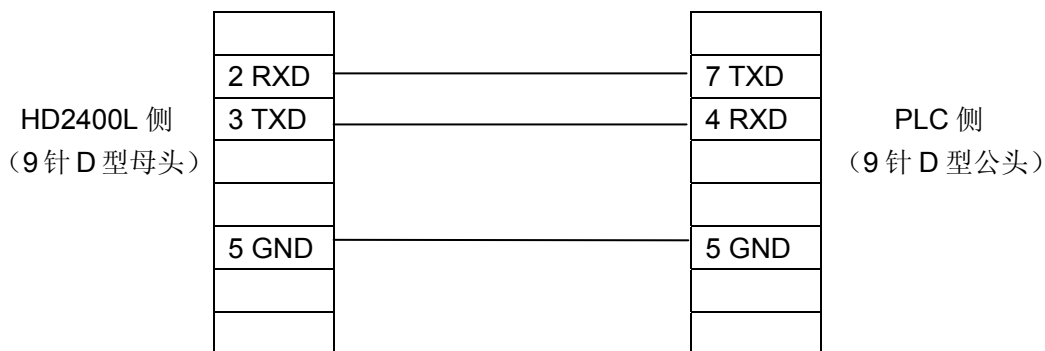 2 RXD 7 TXD
HD2400L 侧 3 TXD 4 RXD PLC 侧
（9 针 D 型母头） （9 针 D 型公头）
5 GND 5 GND